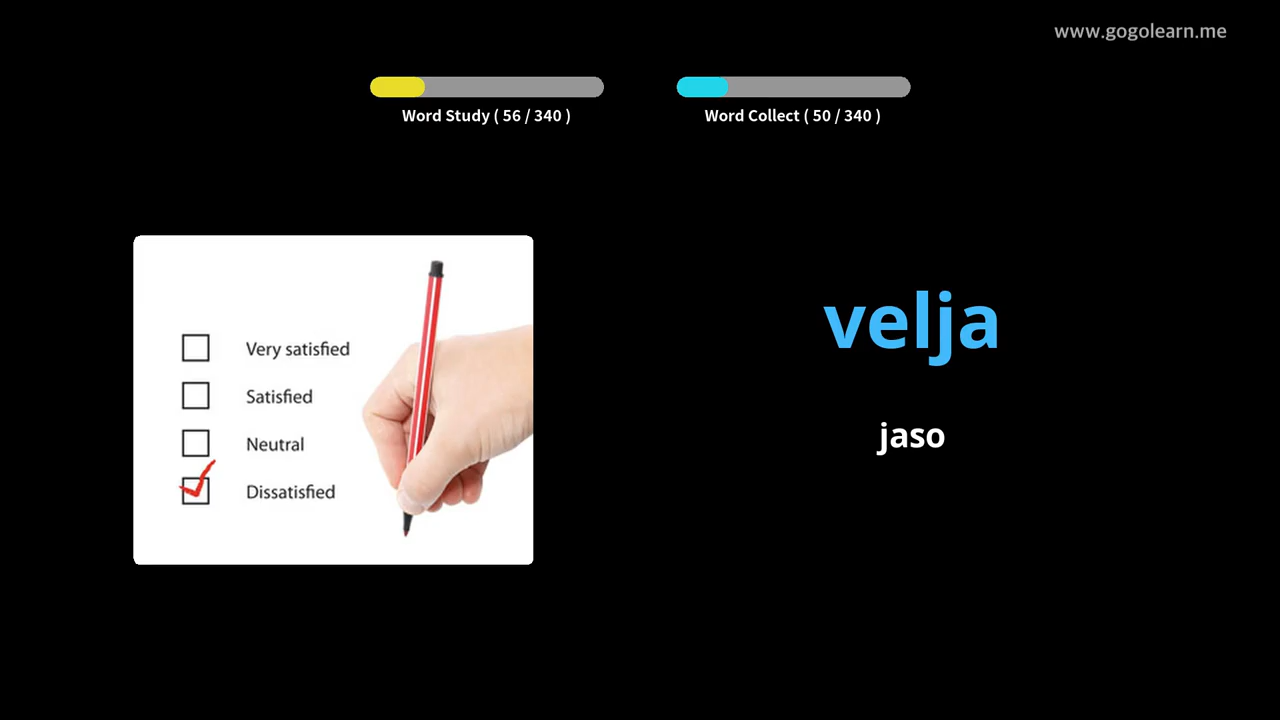 www.gogolearn.me
Word Study ( 56 / 340 )
Word Collect ( 50 / 340 )
Very satisfied
Satisfied
Neutral
Dissatisfied
velja
jaso